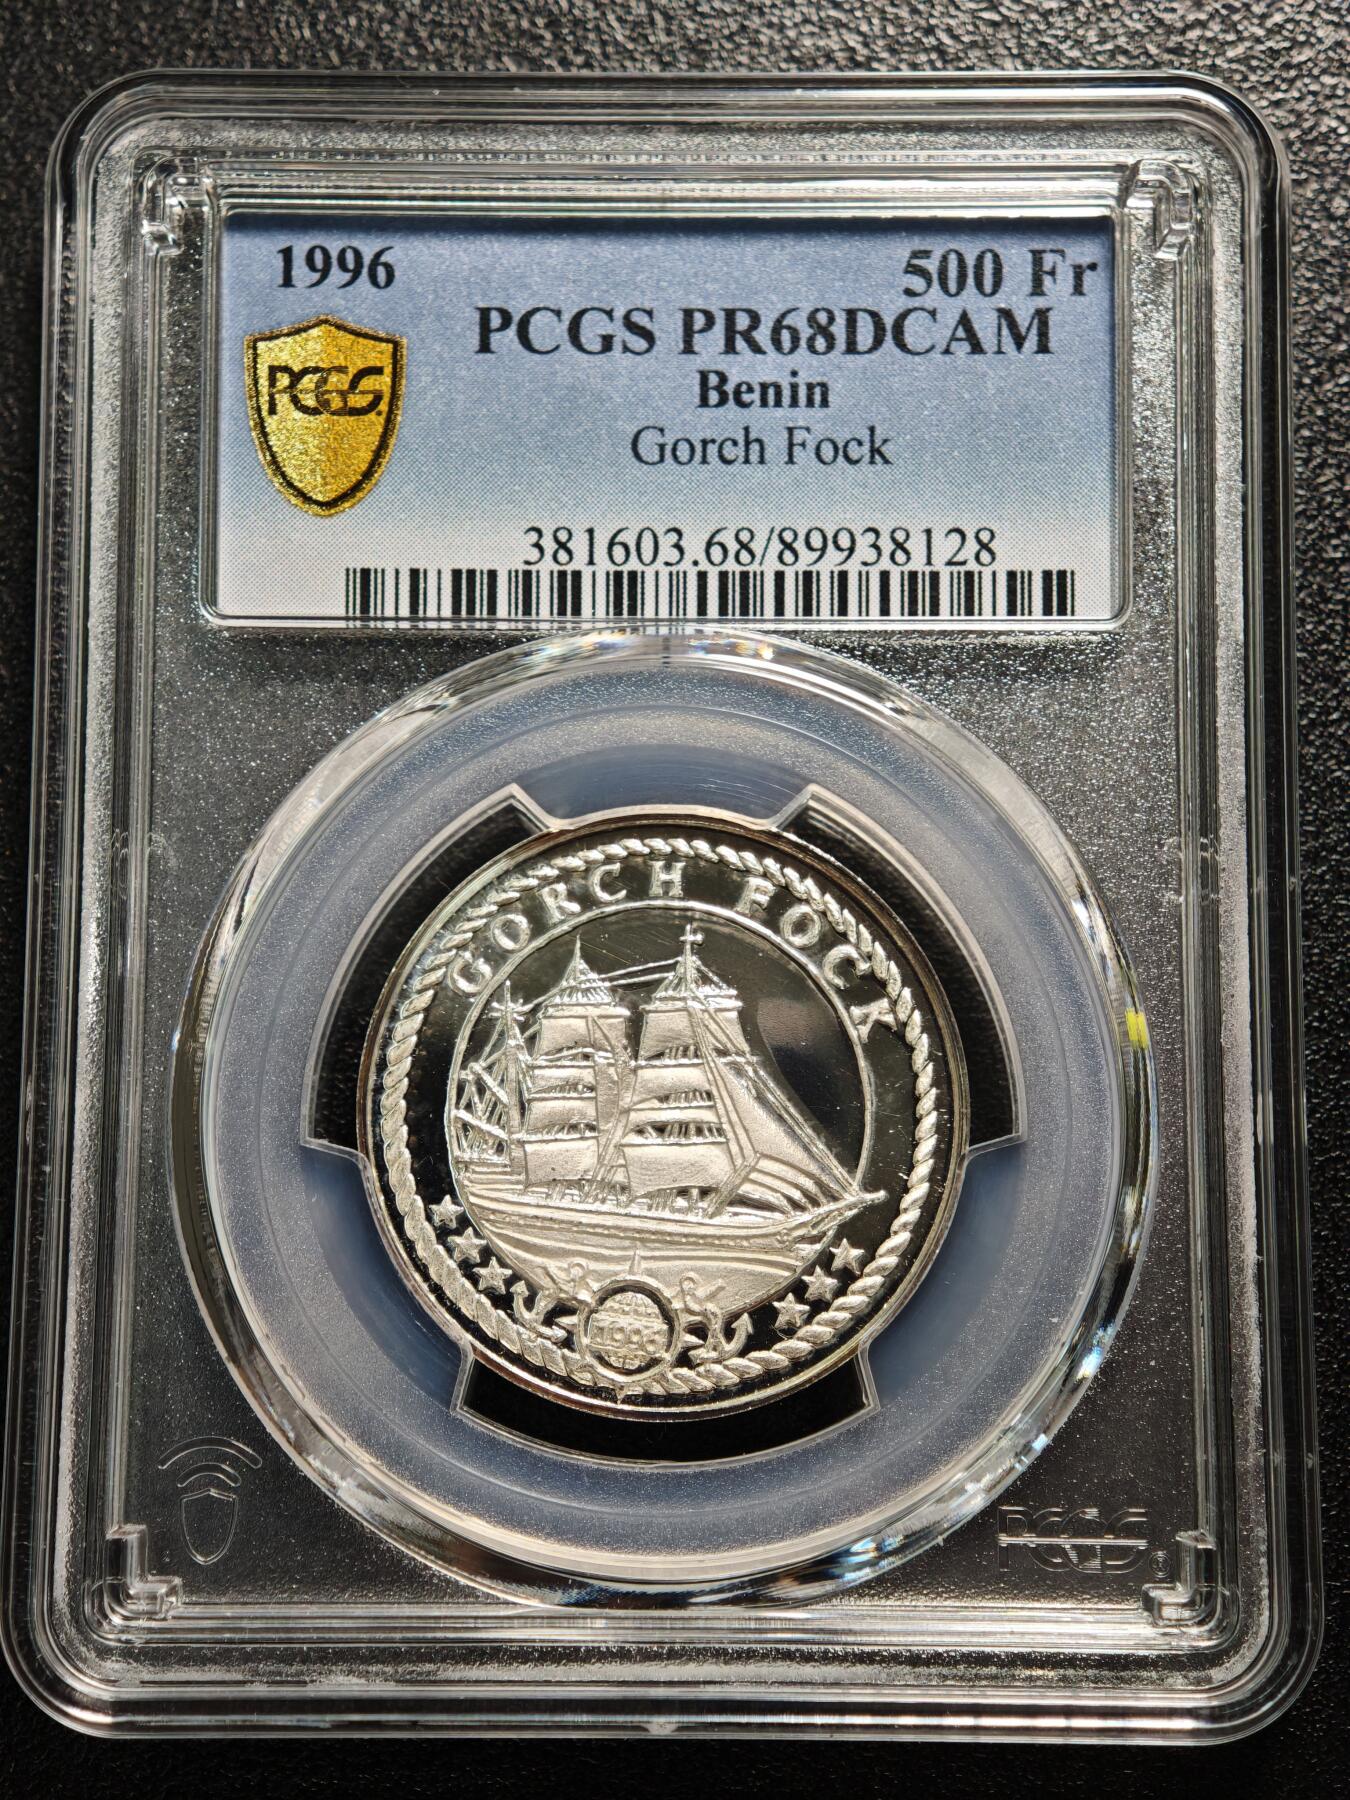 1996
500 Fr
PCGS PR68DCAM
Benin
PCGS
Gorch Fock
381603.68/89938128
GORCH FOCK
1996
PCGS